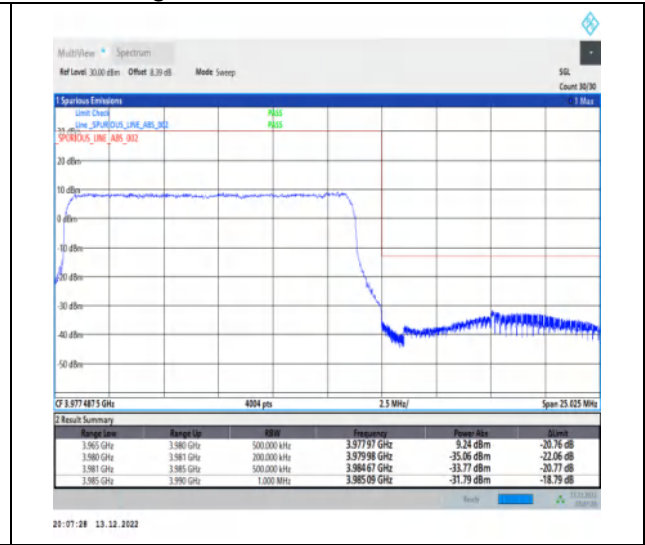 MultiView Spectrum
Ref Level 30.00 dBm Offset 8.39 dB Mode Sweep SGL
Count 30/30
1 Spurious Emissions 1 Max
Limit Check PASS
Line _SPURIOUS_LINE_ABS_002 PASS
_SPURIOUS_LINE_ABS_002
20 dBm
10 dBm
0 dBm
-10 dBm
-20 dBm
-30 dBm
-40 dBm
-50 dBm
CF 3.9774875 GHz 4004 pts 2.5 MHz/ Span 25.025 MHz
2 Result Summary
Range Low Range Up RBW Frequency Power Abs ΔLimit
3.965 GHz 3.980 GHz 500.000 kHz 3.97797 GHz 9.24 dBm -20.76 dB
3.980 GHz 3.981 GHz 200.000 kHz 3.97998 GHz -35.06 dBm -22.06 dB
3.981 GHz 3.985 GHz 500.000 kHz 3.98467 GHz -33.77 dBm -20.77 dB
3.985 GHz 3.990 GHz 1.000 MHz 3.98509 GHz -31.79 dBm -18.79 dB
Ready 13.12.2022
20:07:28 13.12.2022